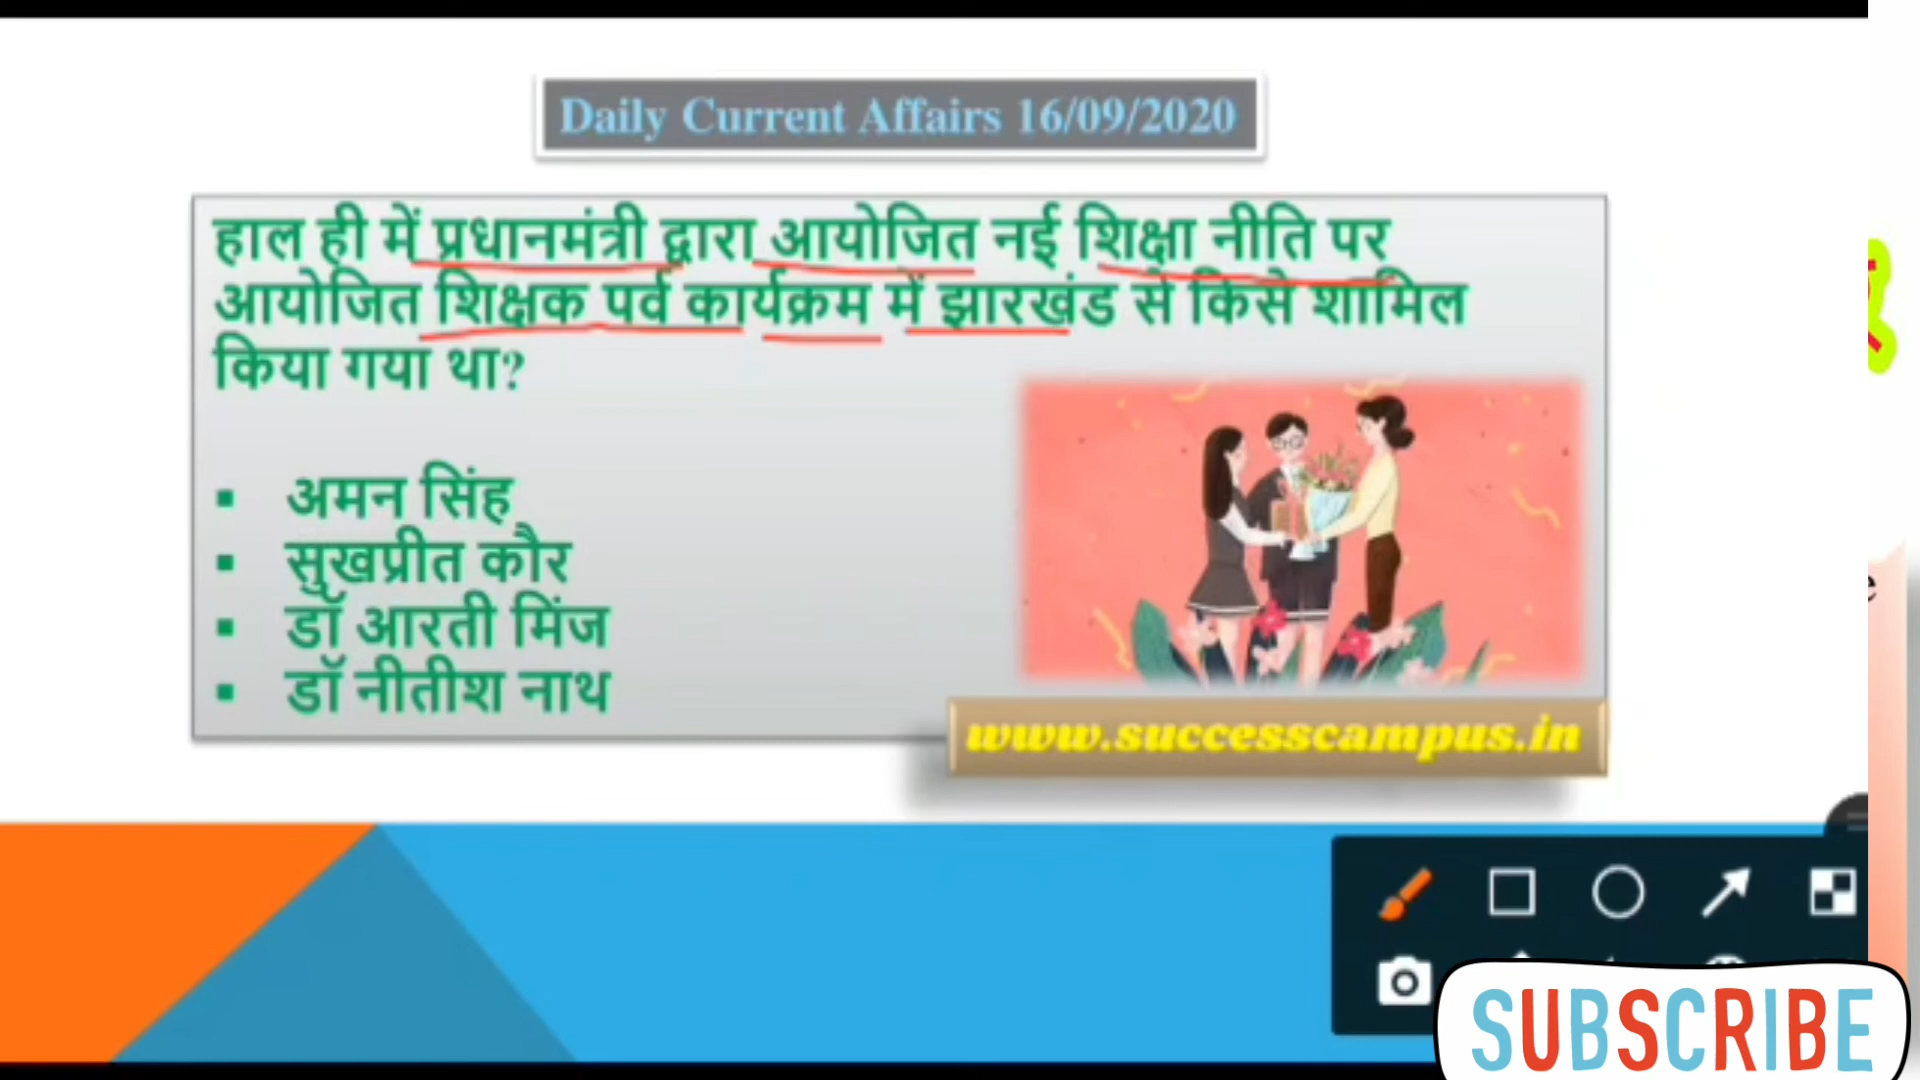 Daily Current Affairs 16/09/2020
हाल ही में प्रधानमंत्री द्वारा आयोजित नई शिक्षा नीति पर
आयोजित शिक्षक पर्व कार्यक्रम में झारखंड से किसे शामिल
किया गया था?
▪ अमन सिंह
▪ सुखप्रीत कौर
▪ डॉ आरती मिंज
▪ डॉ नीतीश नाथ
www.successcampus.in
SUBSCRIBE